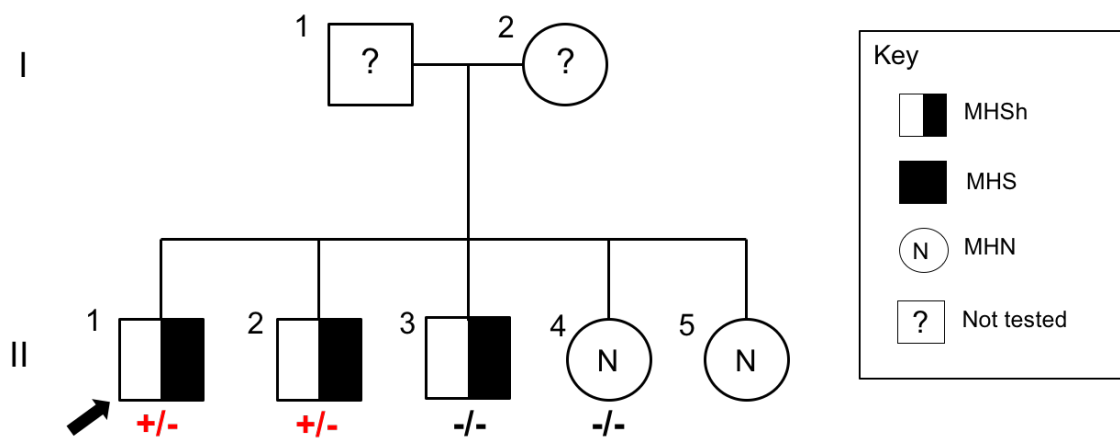 1 2
I ? ?
Key
MHSh
MHS
N MHN
? Not tested
1 2 3 4 5
II N N
+/- +/- -/- -/-